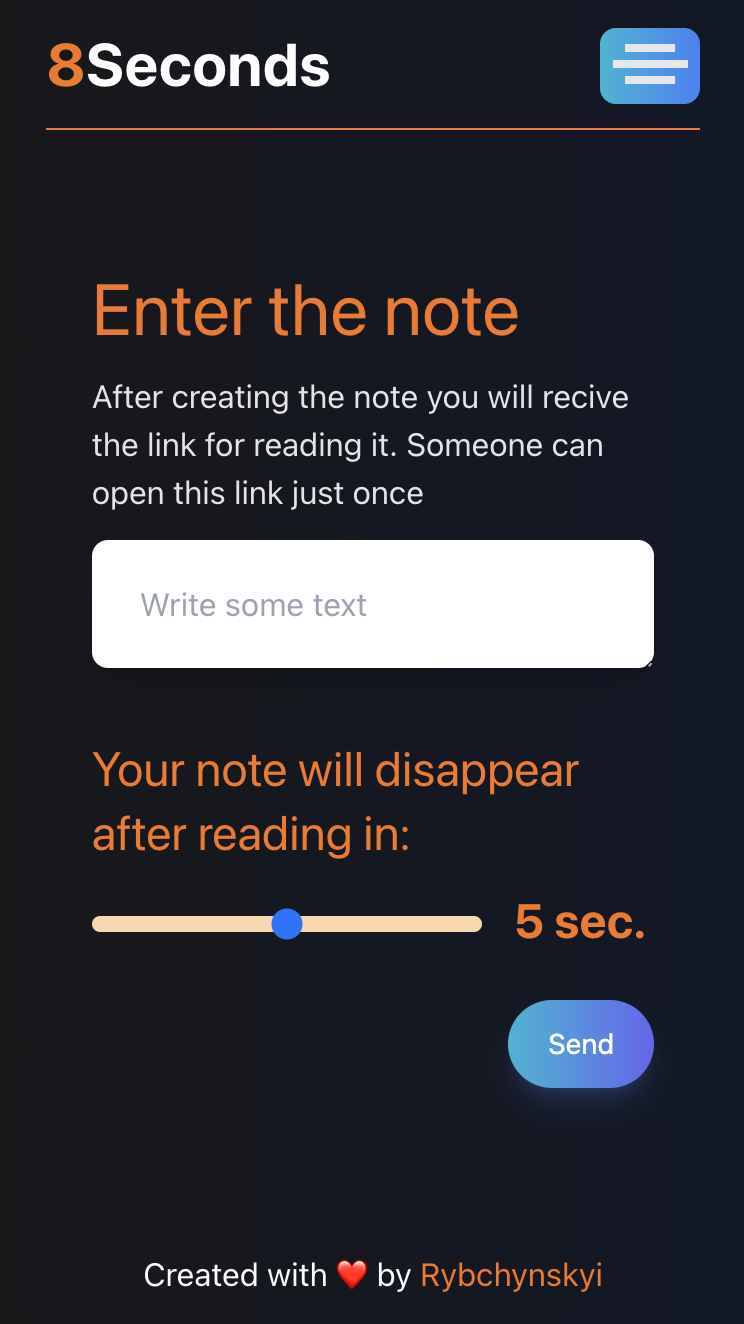 8Seconds
Enter the note
After creating the note you will recive
the link for reading it. Someone can
open this link just once
Write some text
Your note will disappear
after reading in:
5 sec.
Send
Created with ❤️ by Rybchynskyi